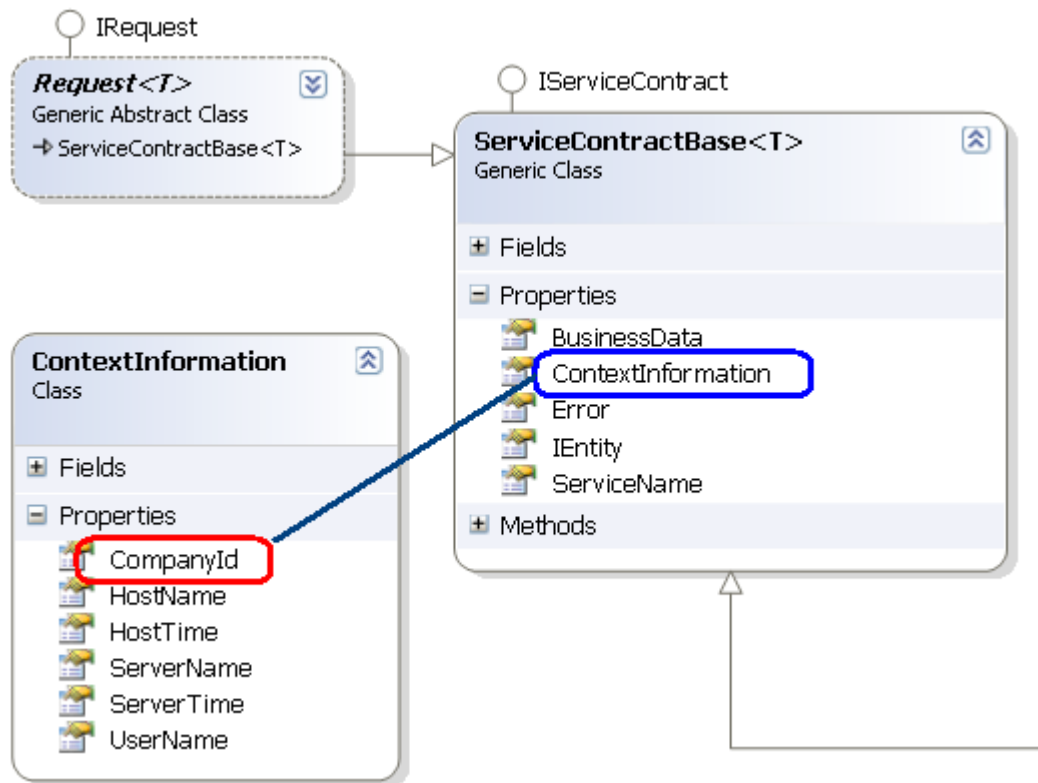 IRequest
Request<T>
Generic Abstract Class
ServiceContractBase<T>
IServiceContract
ServiceContractBase<T>
Generic Class
Fields
Properties
BusinessData
ContextInformation
Error
IEntity
ServiceName
Methods
ContextInformation
Class
Fields
Properties
CompanyId
HostName
HostTime
ServerName
ServerTime
UserName